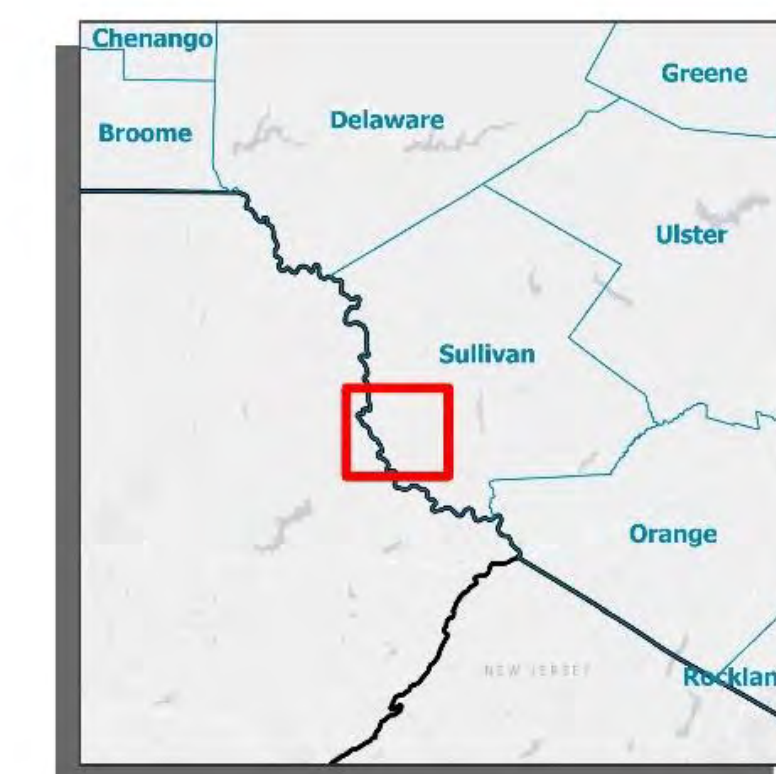 Chenango
Greene
Delaware
Broome
Ulster
Sullivan
Orange
NEW JERSEY
Rocklan